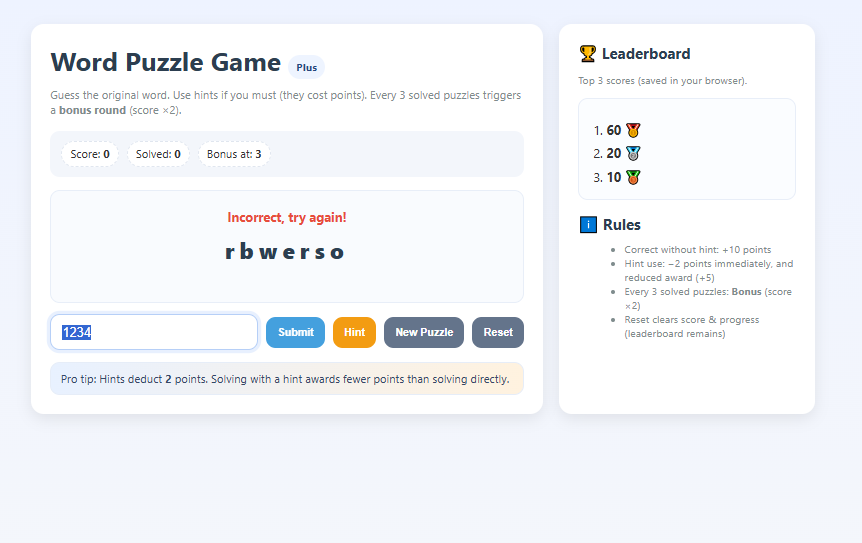 Word Puzzle Game Plus
Guess the original word. Use hints if you must (they cost points). Every 3 solved puzzles triggers
a bonus round (score ×2).
Score: 0 Solved: 0 Bonus at: 3
Incorrect, try again!
rbwerso
1234 Submit Hint New Puzzle Reset
Pro tip: Hints deduct 2 points. Solving with a hint awards fewer points than solving directly.
🏆 Leaderboard
Top 3 scores (saved in your browser).
1. 60 🥇
2. 20 🥈
3. 10 🥉
ℹ️ Rules
• Correct without hint: +10 points
• Hint use: −2 points immediately, and
reduced award (+5)
• Every 3 solved puzzles: Bonus (score
×2)
• Reset clears score & progress
(leaderboard remains)